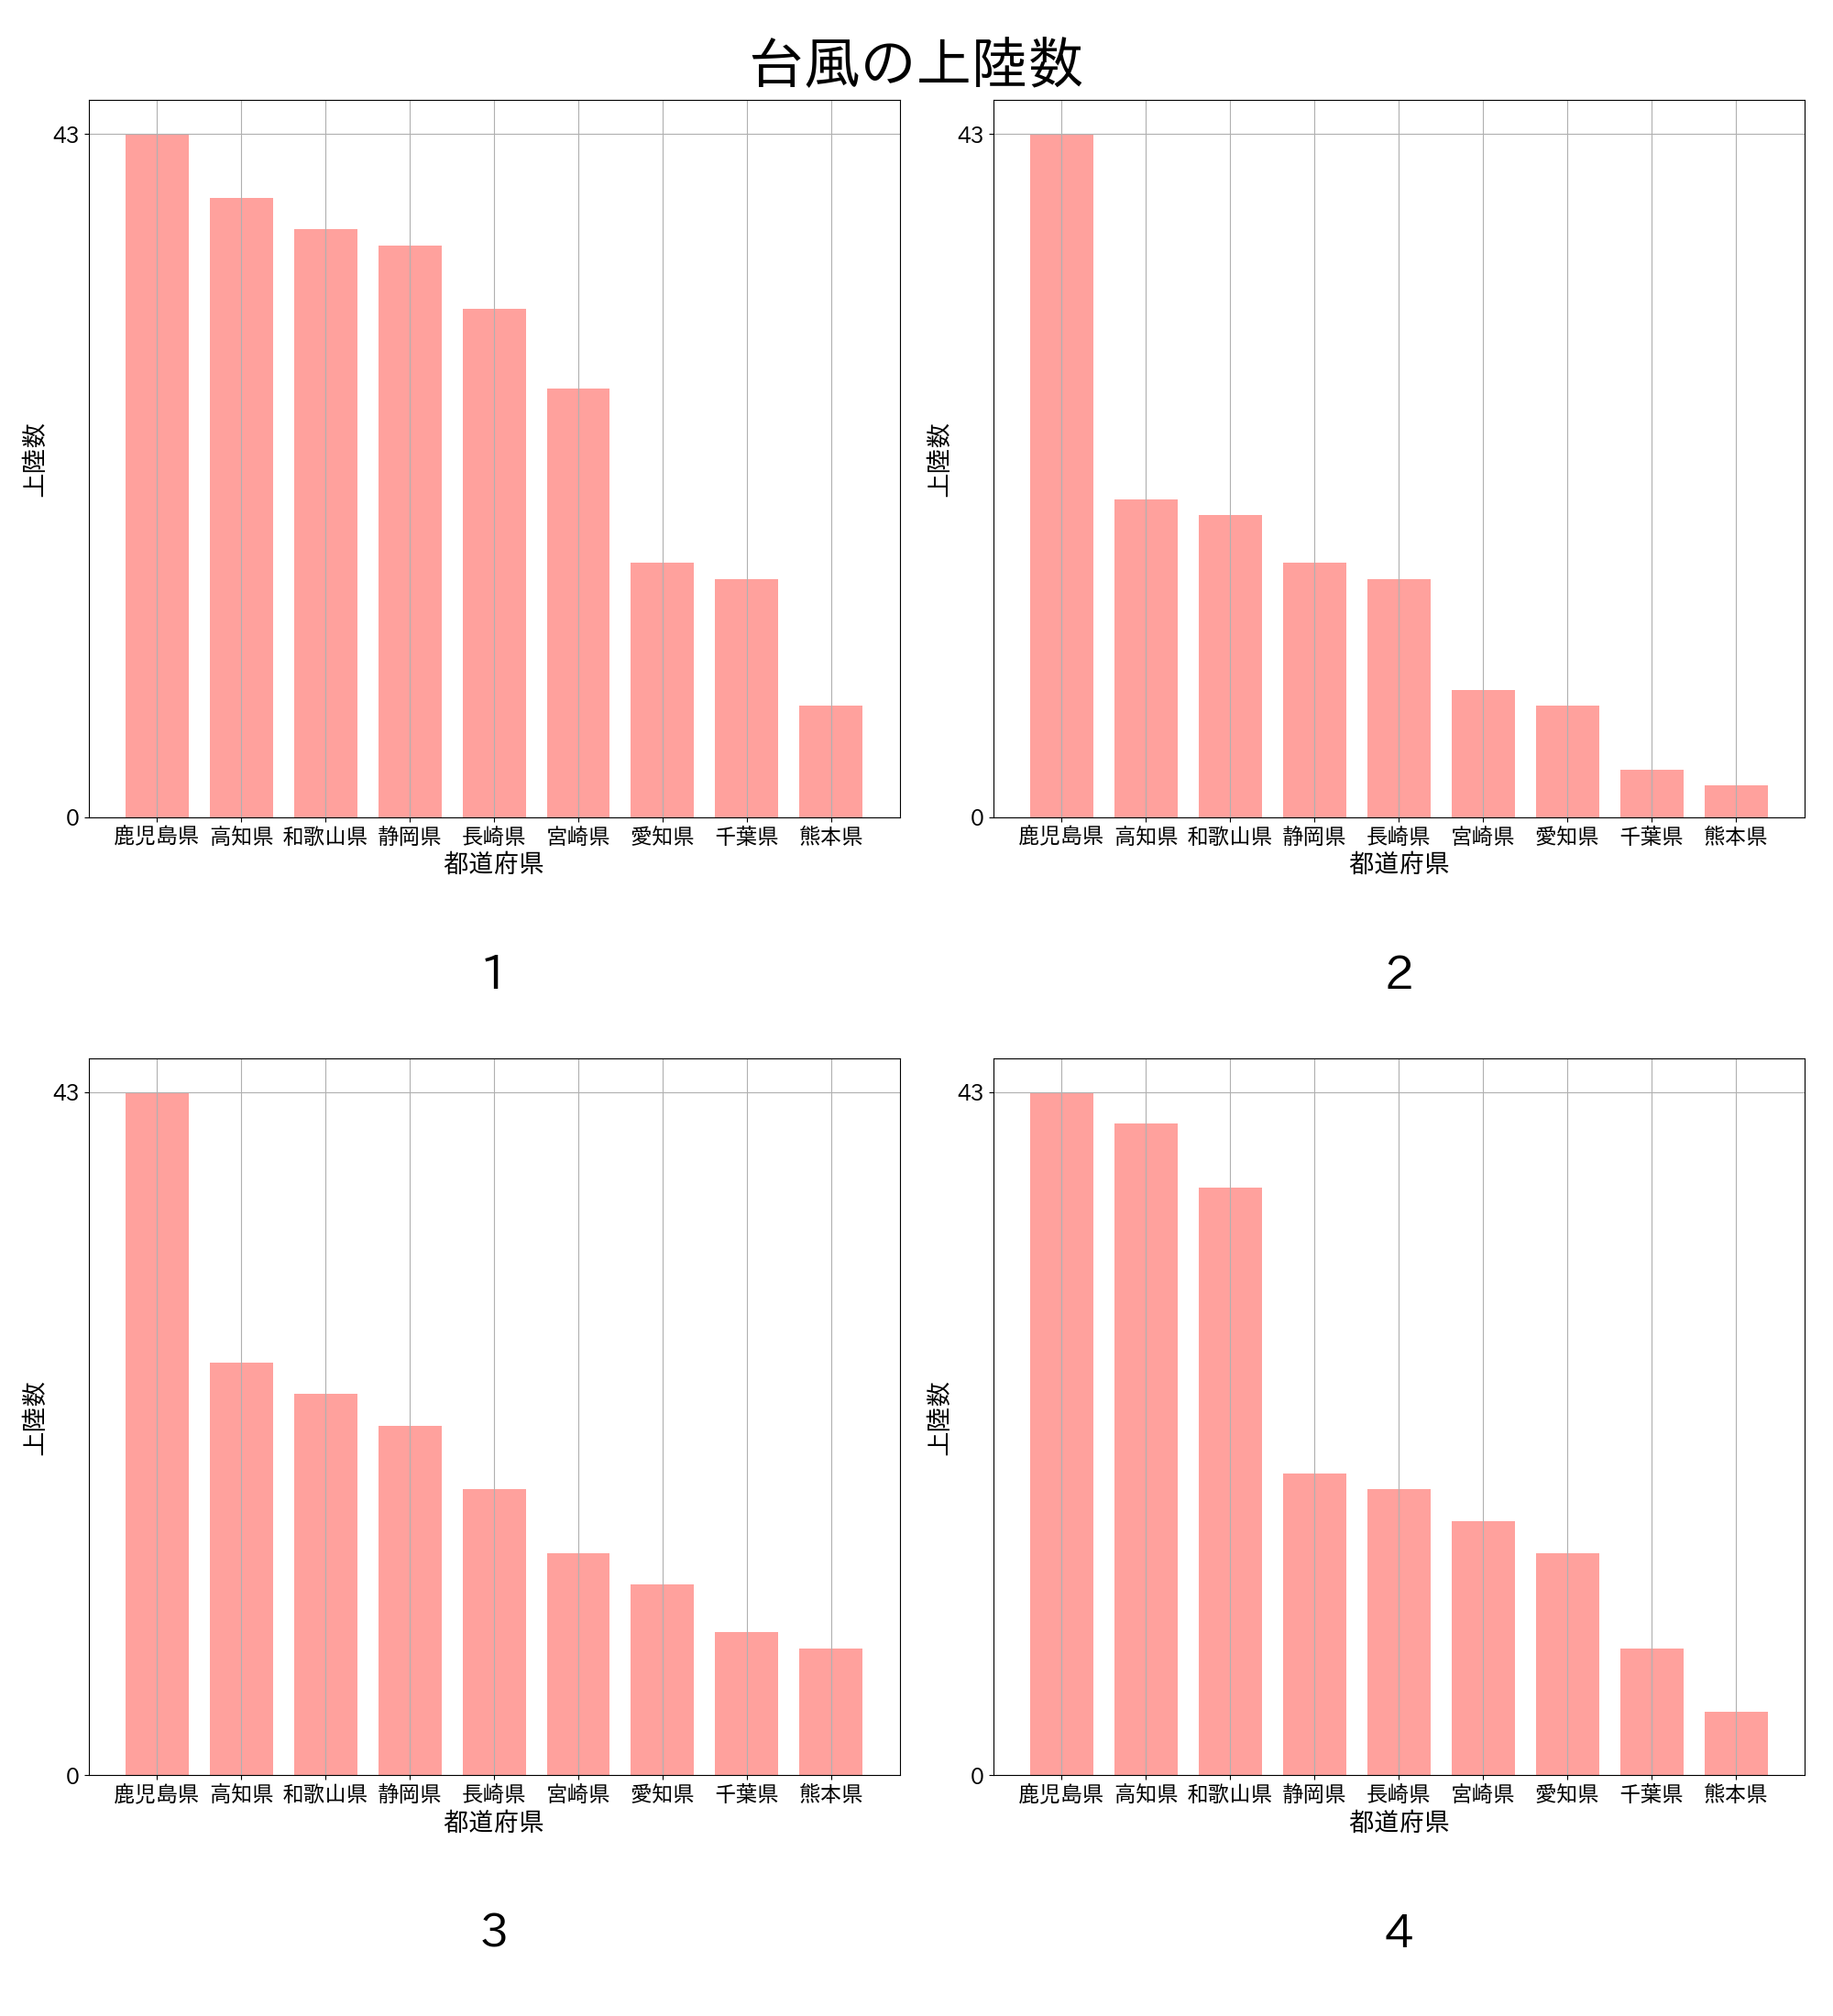 台風の上陸数
43
上陸数
0
鹿児島県 高知県 和歌山県 静岡県 長崎県 宮崎県 愛知県 千葉県 熊本県
都道府県
1
43
上陸数
0
鹿児島県 高知県 和歌山県 静岡県 長崎県 宮崎県 愛知県 千葉県 熊本県
都道府県
2
43
上陸数
0
鹿児島県 高知県 和歌山県 静岡県 長崎県 宮崎県 愛知県 千葉県 熊本県
都道府県
3
43
上陸数
0
鹿児島県 高知県 和歌山県 静岡県 長崎県 宮崎県 愛知県 千葉県 熊本県
都道府県
4